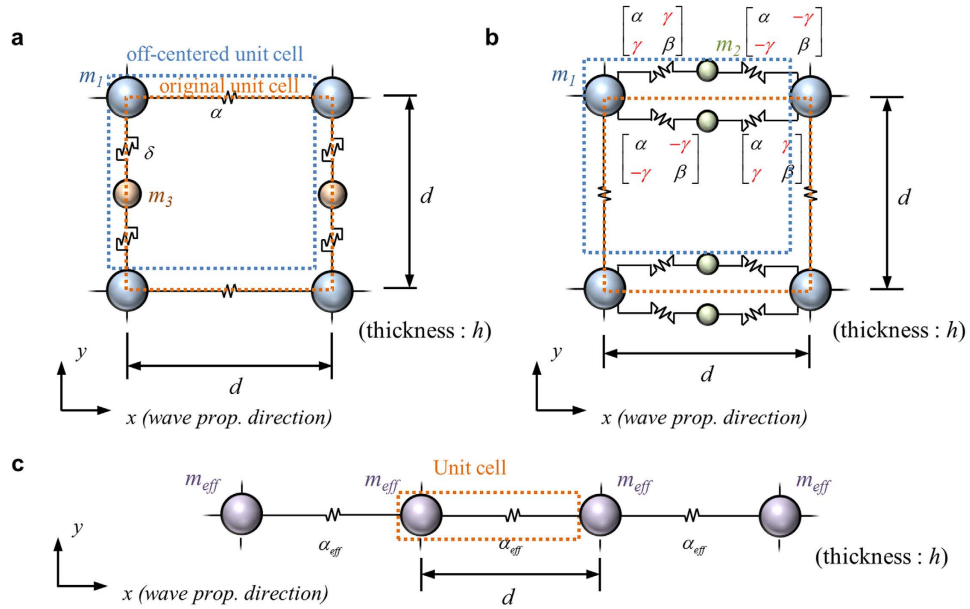 a
off-centered unit cell
m1
original unit cell
α
δ
m3
d
(thickness : h)
d
y
x (wave prop. direction)
b
[α γ
γ β]
m2
[α -γ
-γ β]
m1
[α -γ
-γ β]
[α γ
γ β]
d
(thickness : h)
d
y
x (wave prop. direction)
c
Unit cell
meff meff meff meff
αeff αeff αeff
(thickness : h)
d
y
x (wave prop. direction)